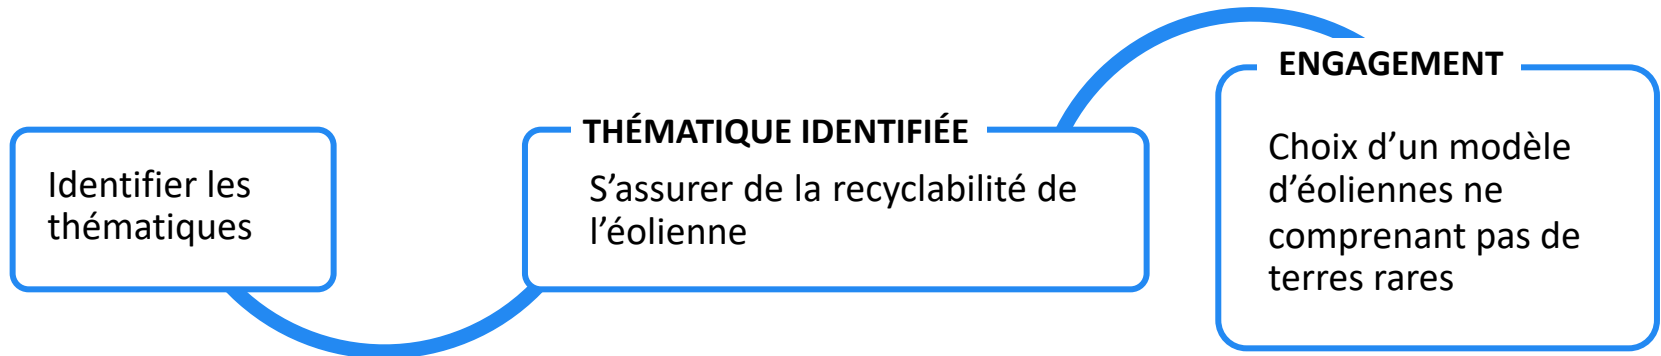 Identifier les
thématiques
THÉMATIQUE IDENTIFIÉE
S’assurer de la recyclabilité de
l’éolienne
ENGAGEMENT
Choix d’un modèle
d’éoliennes ne
comprenant pas de
terres rares